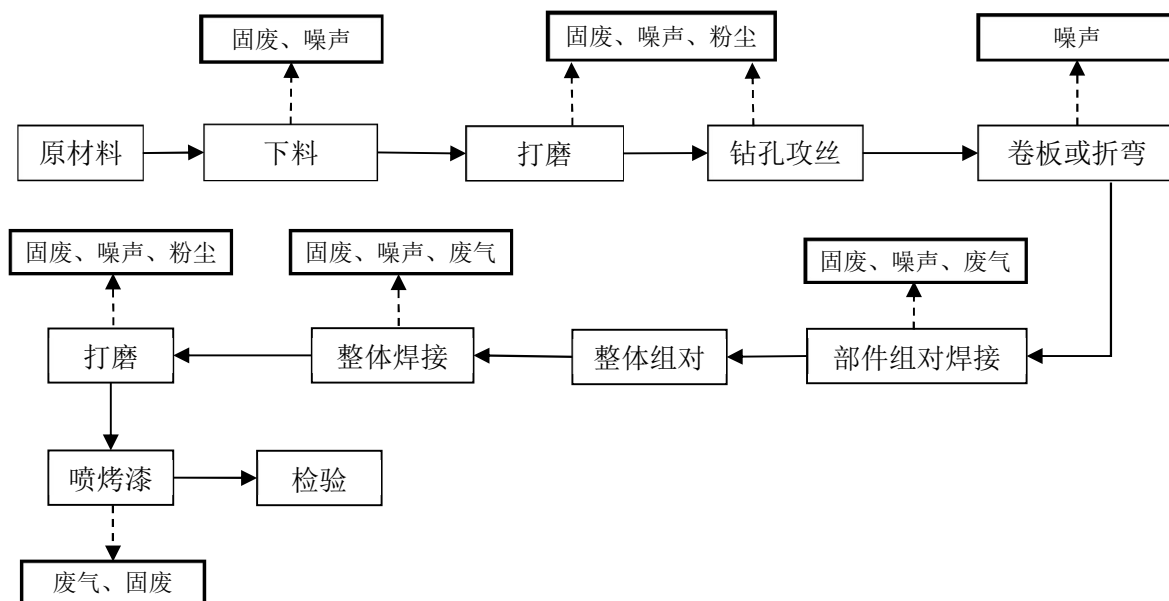 固废、噪声
固废、噪声、粉尘
噪声
原材料
下料
打磨
钻孔攻丝
卷板或折弯
固废、噪声、粉尘
固废、噪声、废气
固废、噪声、废气
打磨
整体焊接
整体组对
部件组对焊接
喷烤漆
检验
废气、固废